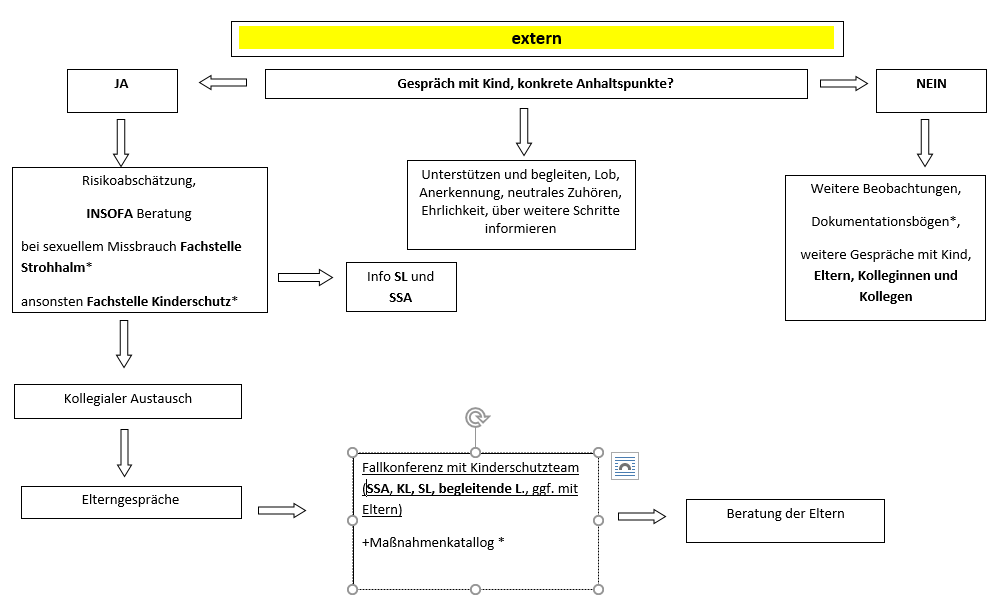 extern
JA
Gespräch mit Kind, konkrete Anhaltspunkte?
NEIN
Risikoabschätzung,
INSOFA Beratung
bei sexuellem Missbrauch Fachstelle
Strohhalm*
ansonsten Fachstelle Kinderschutz*
Unterstützen und begleiten, Lob,
Anerkennung, neutrales Zuhören,
Ehrlichkeit, über weitere Schritte
informieren
Weitere Beobachtungen,
Dokumentationsbögen*,
weitere Gespräche mit Kind,
Eltern, Kolleginnen und
Kollegen
Info SL und
SSA
Kollegialer Austausch
Elterngespräche
Fallkonferenz mit Kinderschutzteam
(SSA, KL, SL, begleitende L., ggf. mit
Eltern)
+Maßnahmenkatallog *
Beratung der Eltern